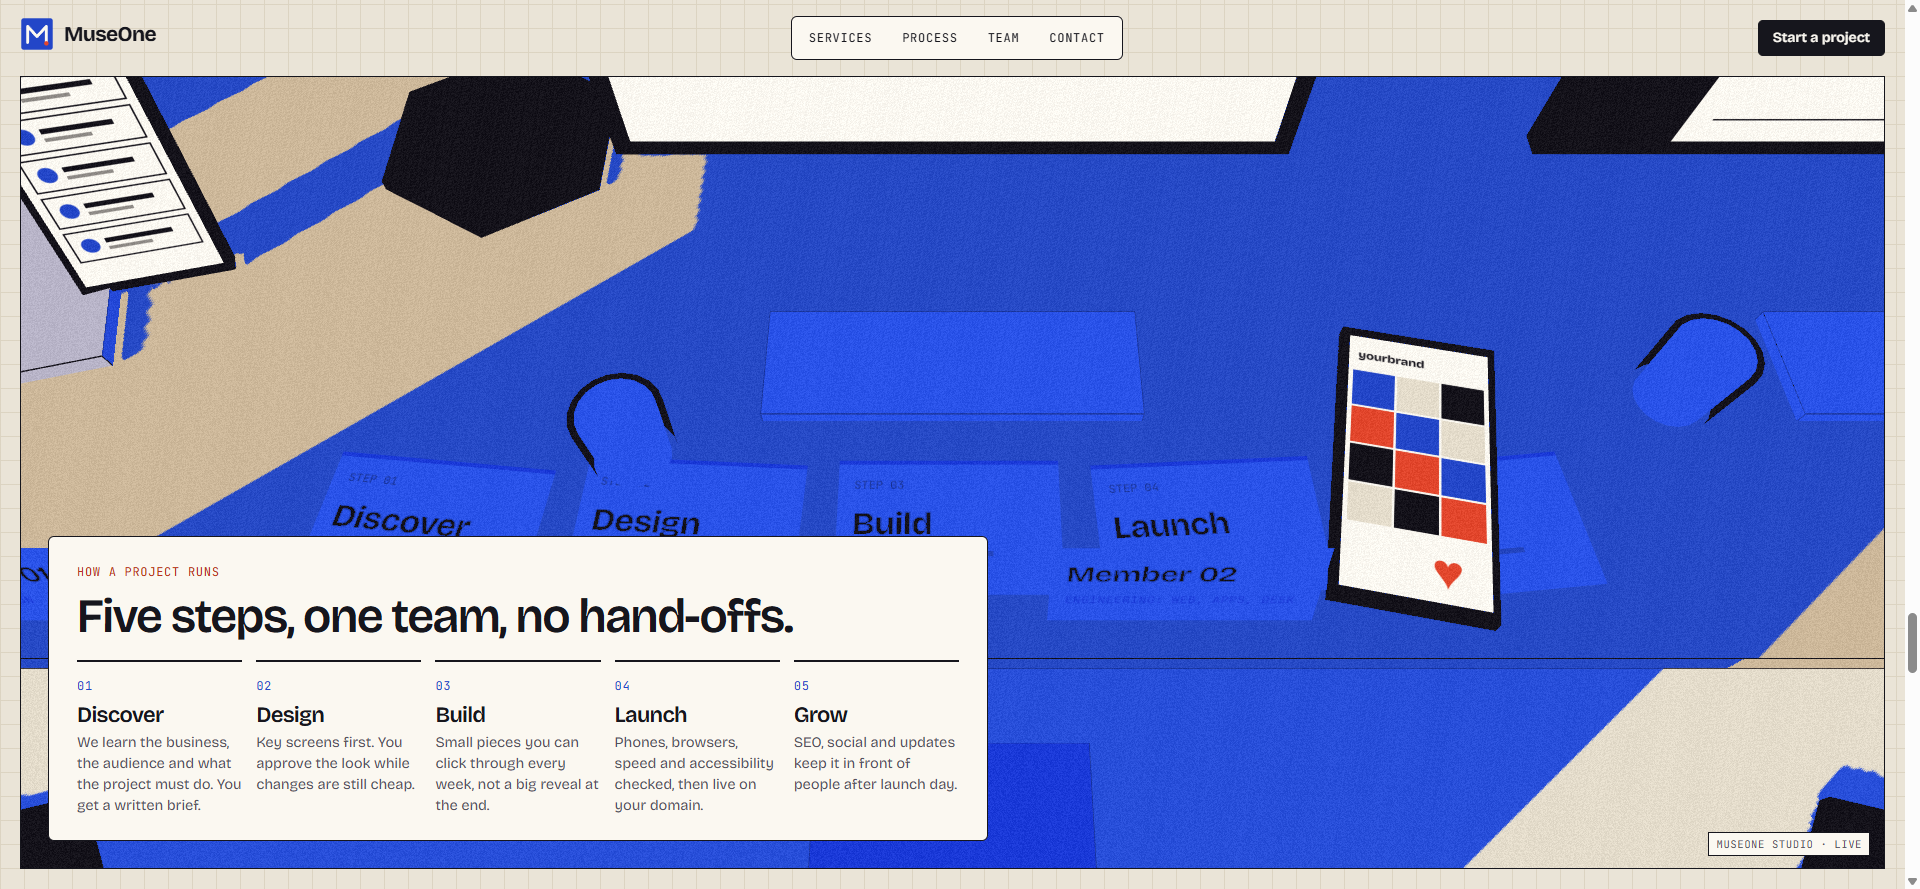 MuseOne
SERVICES PROCESS TEAM CONTACT
Start a project
yourbrand
STEP 01
Discover
Design
STEP 03
Build
STEP 04
Launch
Member 02
ENGINEERING: WEB, APPS, DESK
HOW A PROJECT RUNS
Five steps, one team, no hand-offs.
01
Discover
We learn the business,
the audience and what
the project must do. You
get a written brief.
02
Design
Key screens first. You
approve the look while
changes are still cheap.
03
Build
Small pieces you can
click through every
week, not a big reveal at
the end.
04
Launch
Phones, browsers,
speed and accessibility
checked, then live on
your domain.
05
Grow
SEO, social and updates
keep it in front of
people after launch day.
MUSEONE STUDIO · LIVE